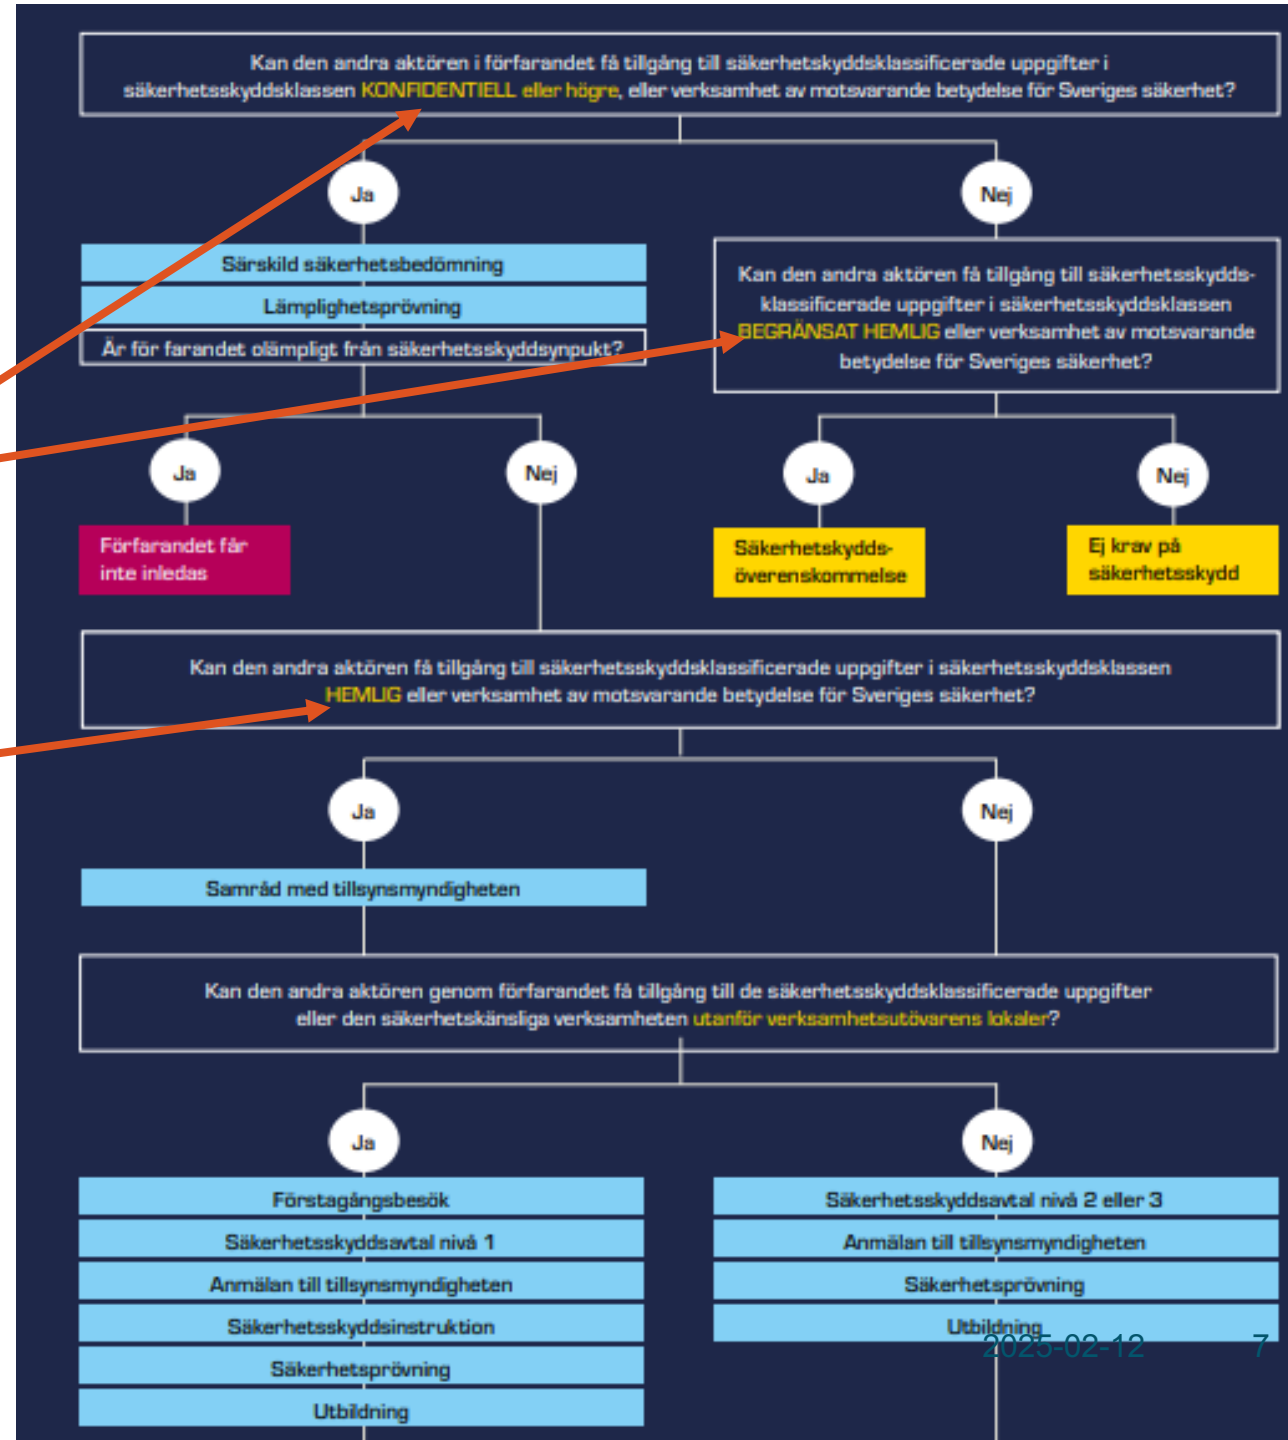 Kan den andra aktören i förfarandet få tillgång till säkerhetskyddsklassificerade uppgifter i
säkerhetsskyddsklassen KONFIDENTIELL eller högre, eller verksamhet av motsvarande betydelse för Sveriges säkerhet?
Ja
Nej
Särskild säkerhetsbedömning
Lämplighetsprövning
Är för farandet olämpligt från säkerhetsskyddsynpukt?
Kan den andra aktören få tillgång till säkerhetsskydds-
klassificerade uppgifter i säkerhetsskyddsklassen
BEGRÄNSAT HEMLIG eller verksamhet av motsvarande
betydelse för Sveriges säkerhet?
Ja
Nej
Ja
Nej
Förfarandet får
inte inledas
Säkerhetskydds-
överenskommelse
Ej krav på
säkerhetsskydd
Kan den andra aktören få tillgång till säkerhetsskyddsklassificerade uppgifter i säkerhetsskyddsklassen
HEMLIG eller verksamhet av motsvarande betydelse för Sveriges säkerhet?
Ja
Nej
Samråd med tillsynsmyndigheten
Kan den andra aktören genom förfarandet få tillgång till de säkerhetsskyddsklassificerade uppgifter
eller den säkerhetskänsliga verksamheten utanför verksamhetsutövarens lokaler?
Ja
Nej
Förstagångsbesök
Säkerhetsskyddsavtal nivå 1
Anmälan till tillsynsmyndigheten
Säkerhetsskyddsinstruktion
Säkerhetsprövning
Utbildning
Säkerhetsskyddsavtal nivå 2 eller 3
Anmälan till tillsynsmyndigheten
Säkerhetsprövning
Utbildning
2025-02-12
7